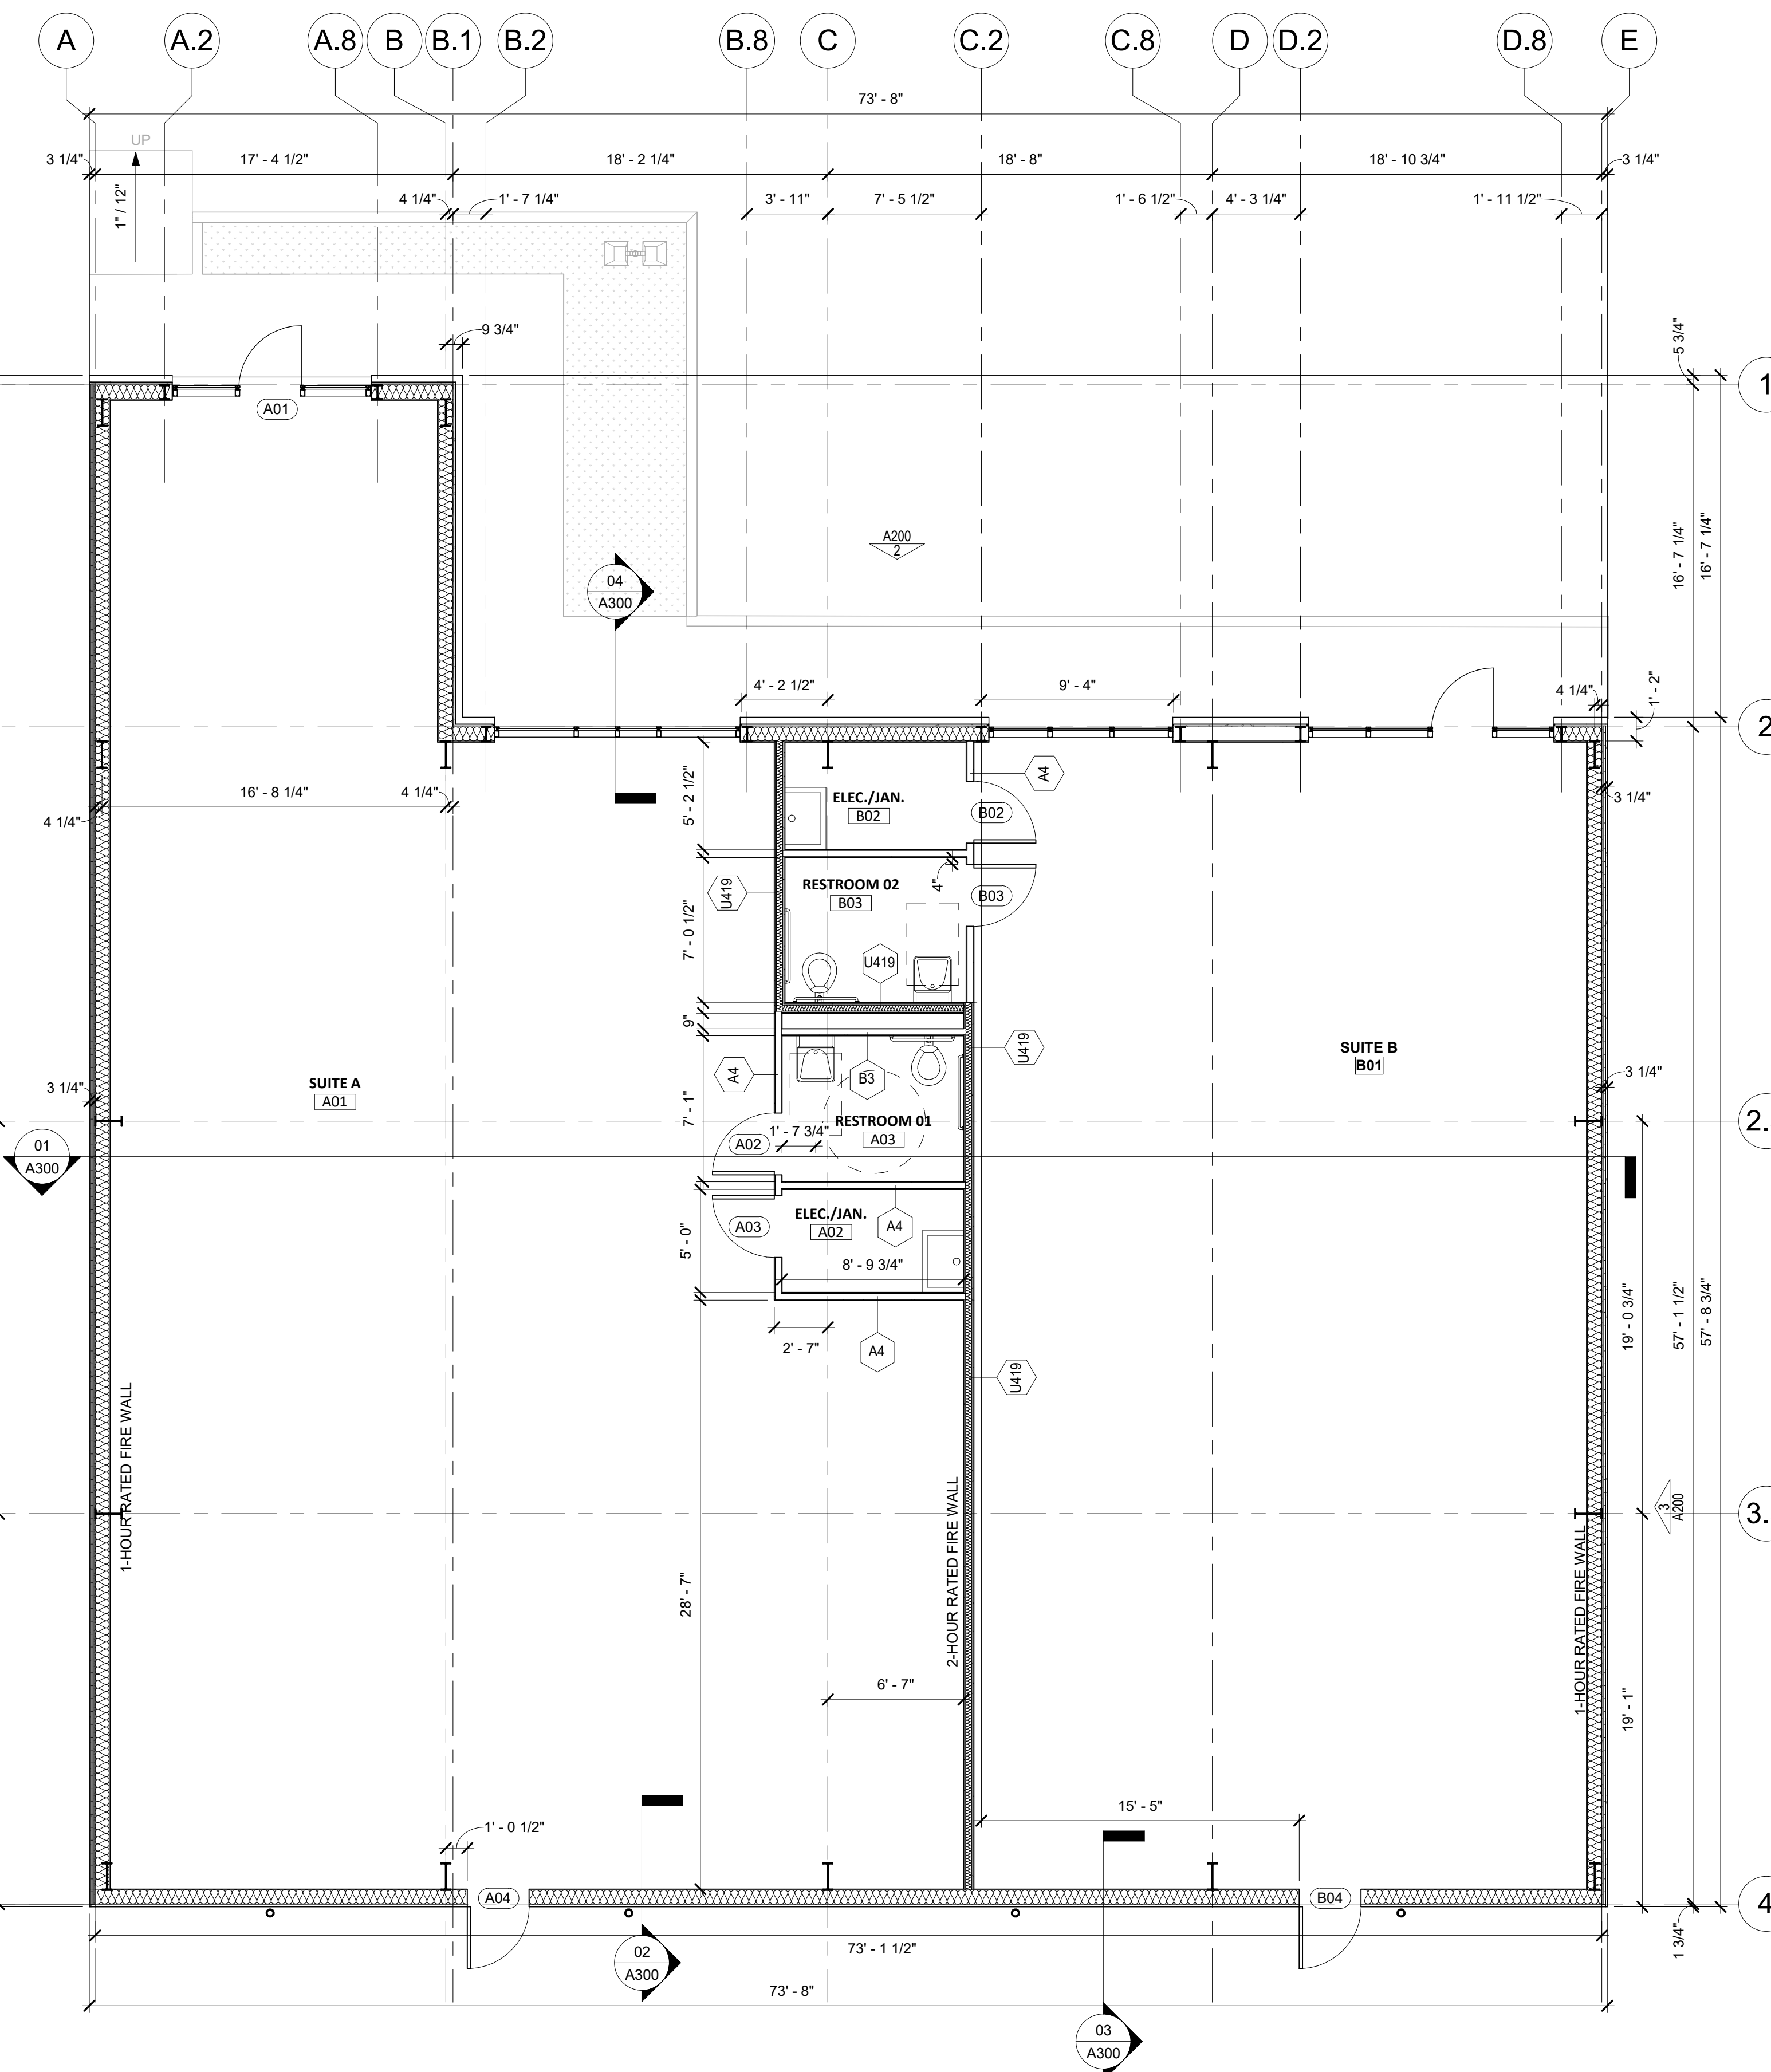 A A.2 A.8 B B.1 B.2 B.8 C C.2 C.8 D D.2 D.8 E
73' - 8"
UP
3 1/4" 17' - 4 1/2" 18' - 2 1/4" 18' - 8" 18' - 10 3/4" 3 1/4"
1" / 12"
4 1/4" 1' - 7 1/4" 3' - 11" 7' - 5 1/2" 1' - 6 1/2" 4' - 3 1/4" 1' - 11 1/2"
9 3/4"
5 3/4"
1
A01
16' - 7 1/4" 16' - 7 1/4"
A200
2
04
A300
4' - 2 1/2" 9' - 4" 4 1/4" 1' - 2"
2
16' - 8 1/4" 4 1/4"
4 1/4"
5' - 2 1/2"
ELEC./JAN.
B02
B02
A4
3 1/4"
U419
7' - 0 1/2"
RESTROOM 02
B03
4"
B03
U419
9"
U419
SUITE B
B01
A4
B3
3 1/4"
SUITE A
A01
3 1/4"
7' - 1"
RESTROOM 01
A03
1' - 7 3/4"
A02
2.
01
A300
ELEC./JAN.
A02
A03
A4
5' - 0"
8' - 9 3/4"
2' - 7"
A4
U419
19' - 0 3/4" 57' - 1 1/2" 57' - 8 3/4"
1-HOUR RATED FIRE WALL
2-HOUR RATED FIRE WALL
1-HOUR RATED FIRE WALL
3
A200
3.
28' - 7"
6' - 7"
19' - 1"
15' - 5"
1' - 0 1/2"
A04
B04
4
1 3/4"
73' - 1 1/2"
02
A300
73' - 8"
03
A300